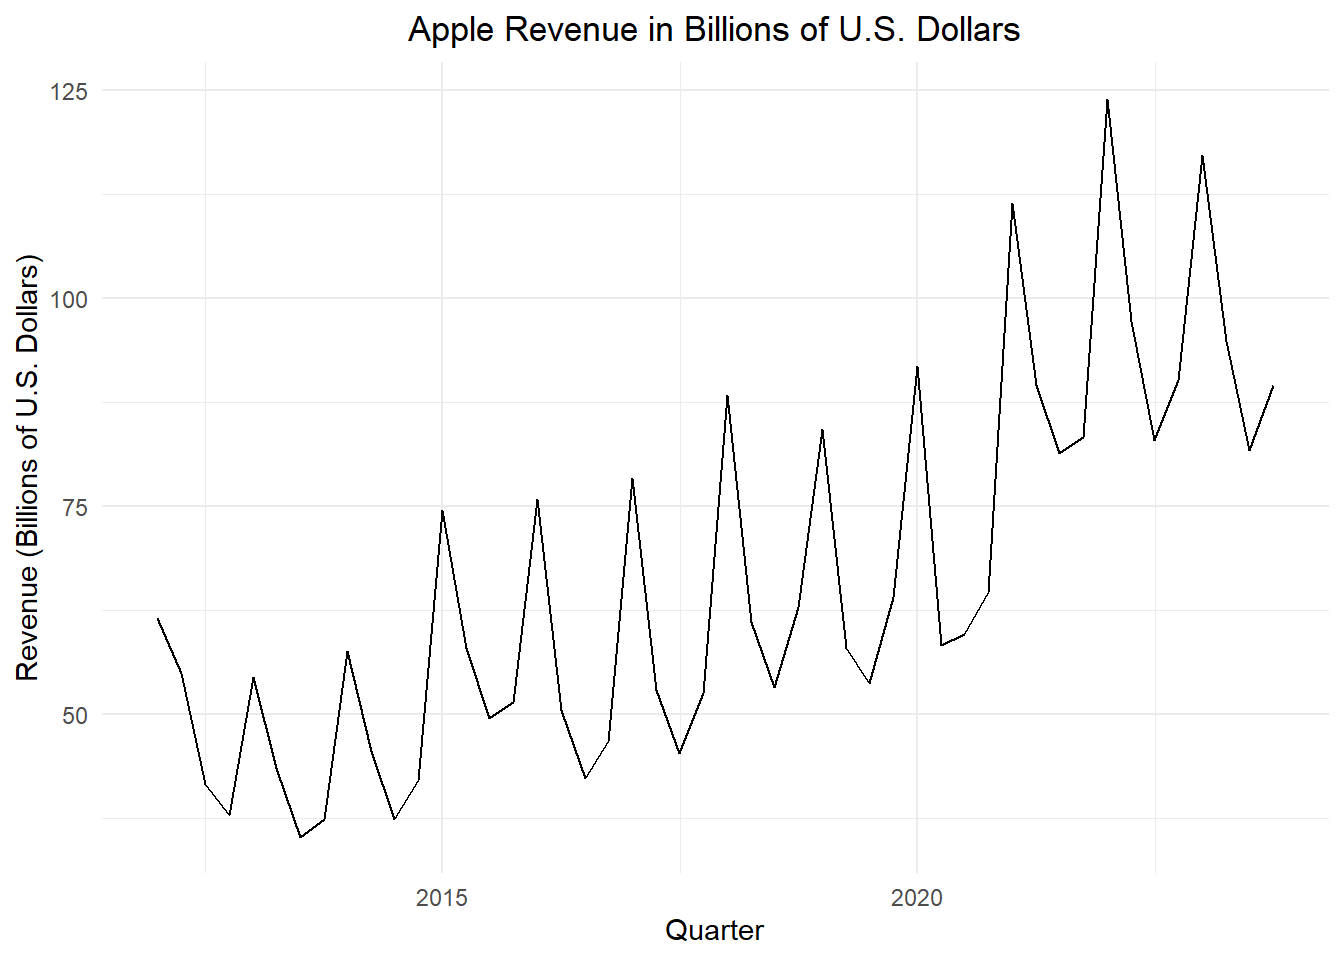 Apple Revenue in Billions of U.S. Dollars
Revenue (Billions of U.S. Dollars)
125
100
75
50
2015 2020
Quarter